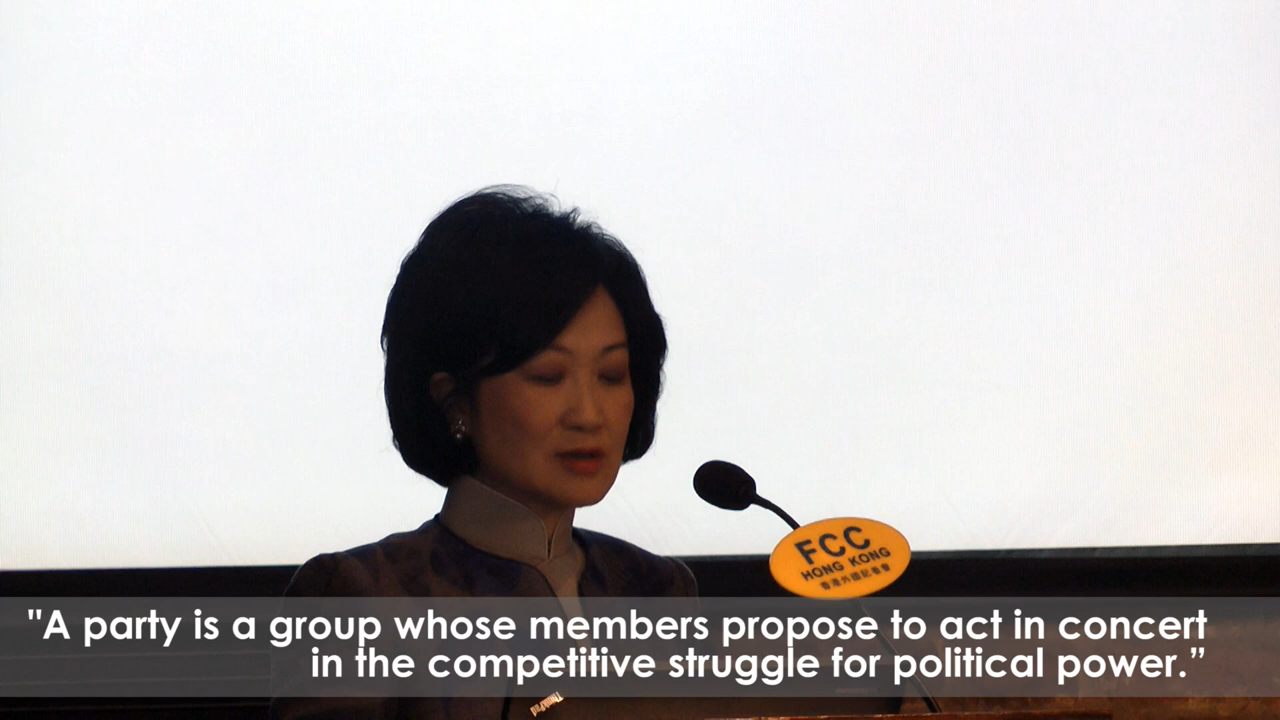 FCC
HONG KONG
香港外國記者會
"A party is a group whose members propose to act in concert
in the competitive struggle for political power.”
ThinkPad